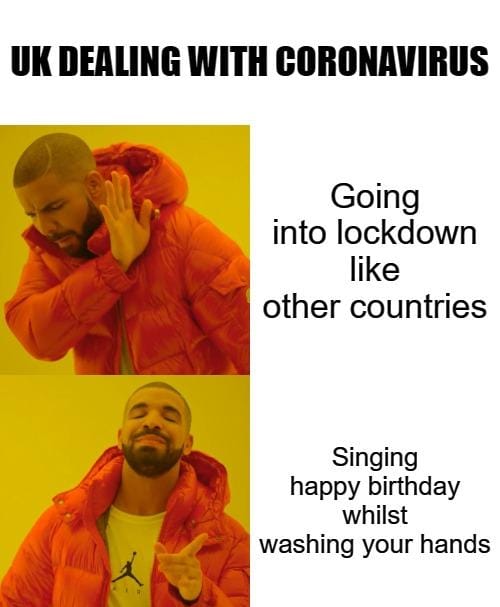 UK DEALING WITH CORONAVIRUS
Going
into lockdown
like
other countries
Singing
happy birthday
whilst
washing your hands